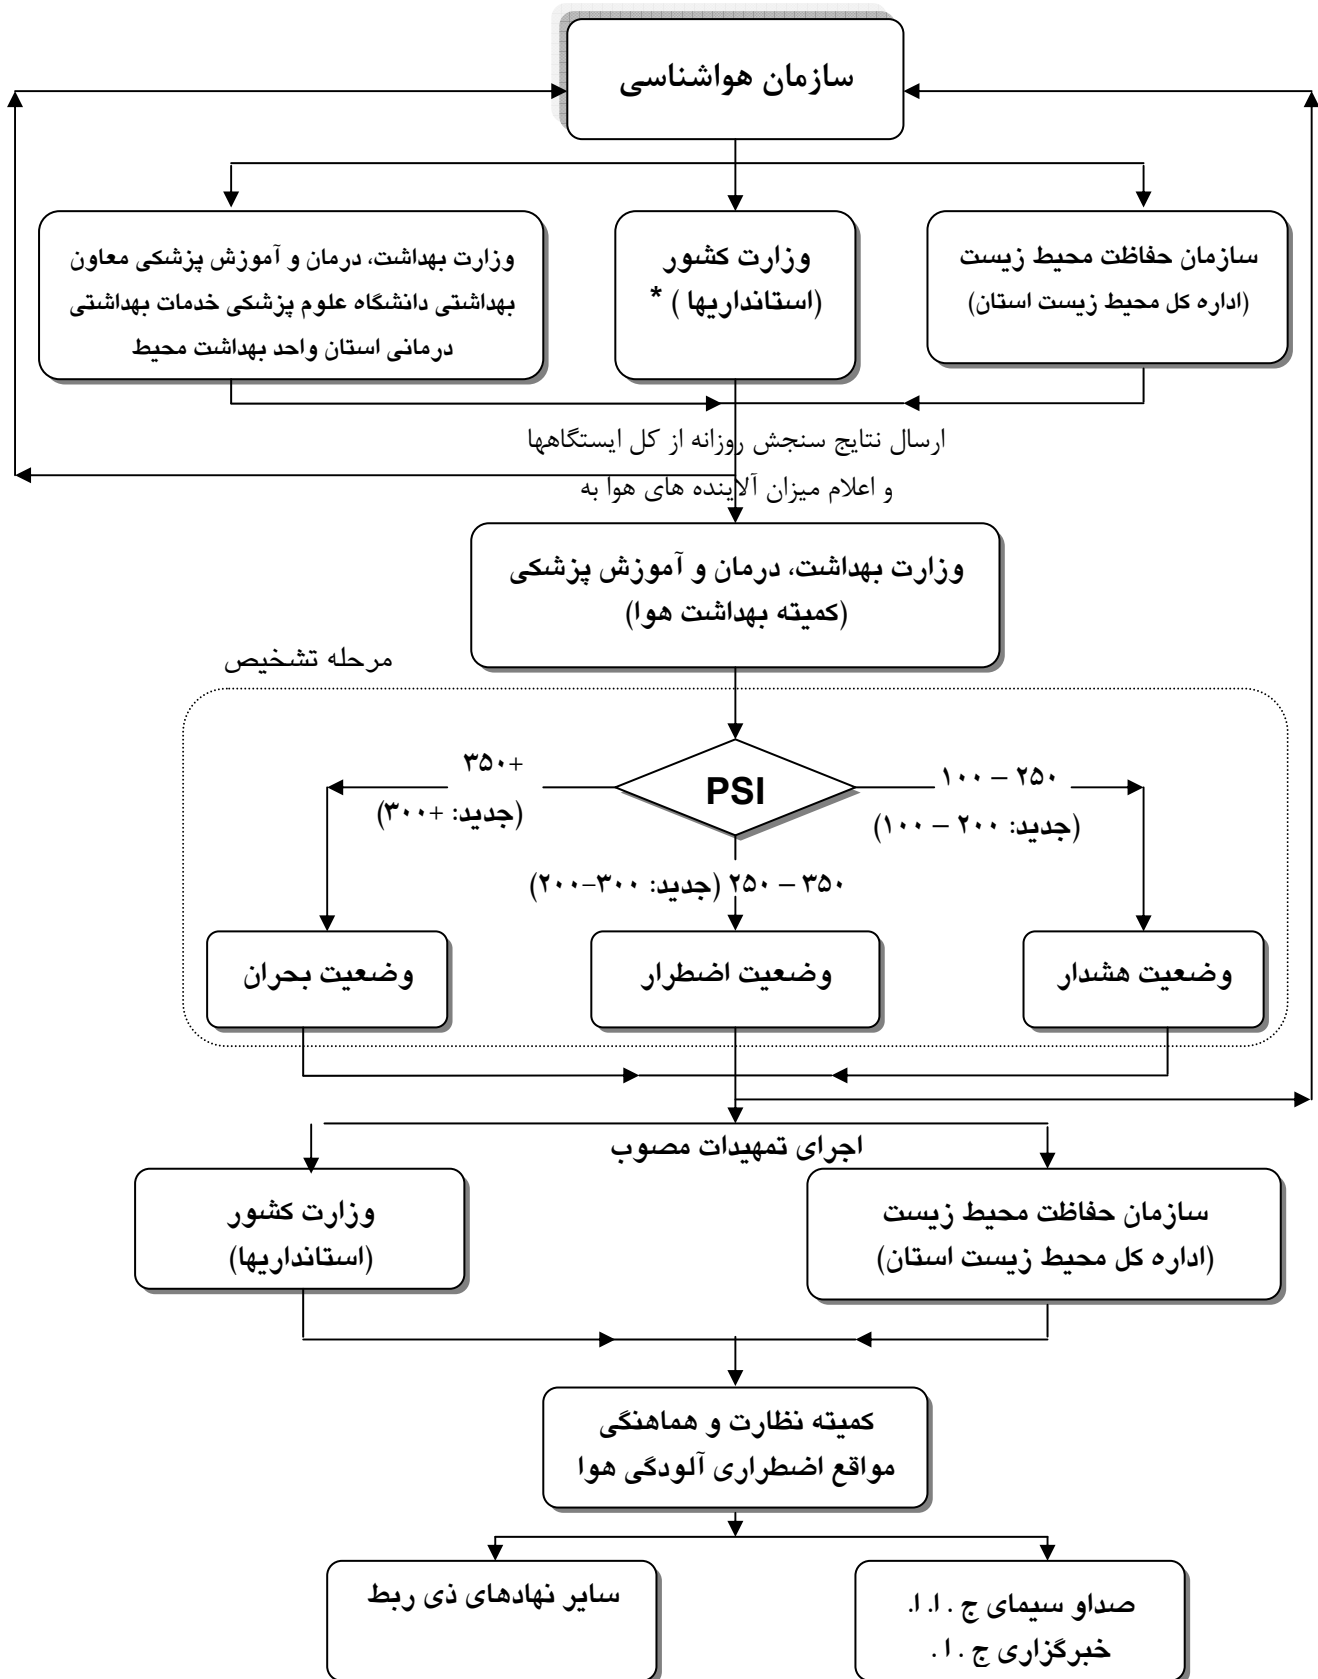 سازمان هواشناسی
سازمان حفاظت محیط زیست
(اداره کل محیط زیست استان)
وزارت کشور
(استانداریها ) *
وزارت بهداشت، درمان و آموزش پزشکی معاون
بهداشتی دانشگاه علوم پزشکی خدمات بهداشتی
درمانی استان واحد بهداشت محیط
ارسال نتایج سنجش روزانه از کل ایستگاهها
و اعلام میزان آلاینده های هوا به
وزارت بهداشت، درمان و آموزش پزشکی
(کمیته بهداشت هوا)
مرحله تشخیص
PSI
۱۰۰ – ۲۵۰
(جدید: ۲۰۰ – ۱۰۰)
+۳۵۰
(جدید: +۳۰۰)
۳۵۰ – ۲۵۰ (جدید: ۳۰۰-۲۰۰)
وضعیت هشدار
وضعیت اضطرار
وضعیت بحران
اجرای تمهیدات مصوب
سازمان حفاظت محیط زیست
(اداره کل محیط زیست استان)
وزارت کشور
(استانداریها)
کمیته نظارت و هماهنگی
مواقع اضطراری آلودگی هوا
صداو سیمای ج . ا. ا.
خبرگزاری ج . ا .
سایر نهادهای ذی ربط